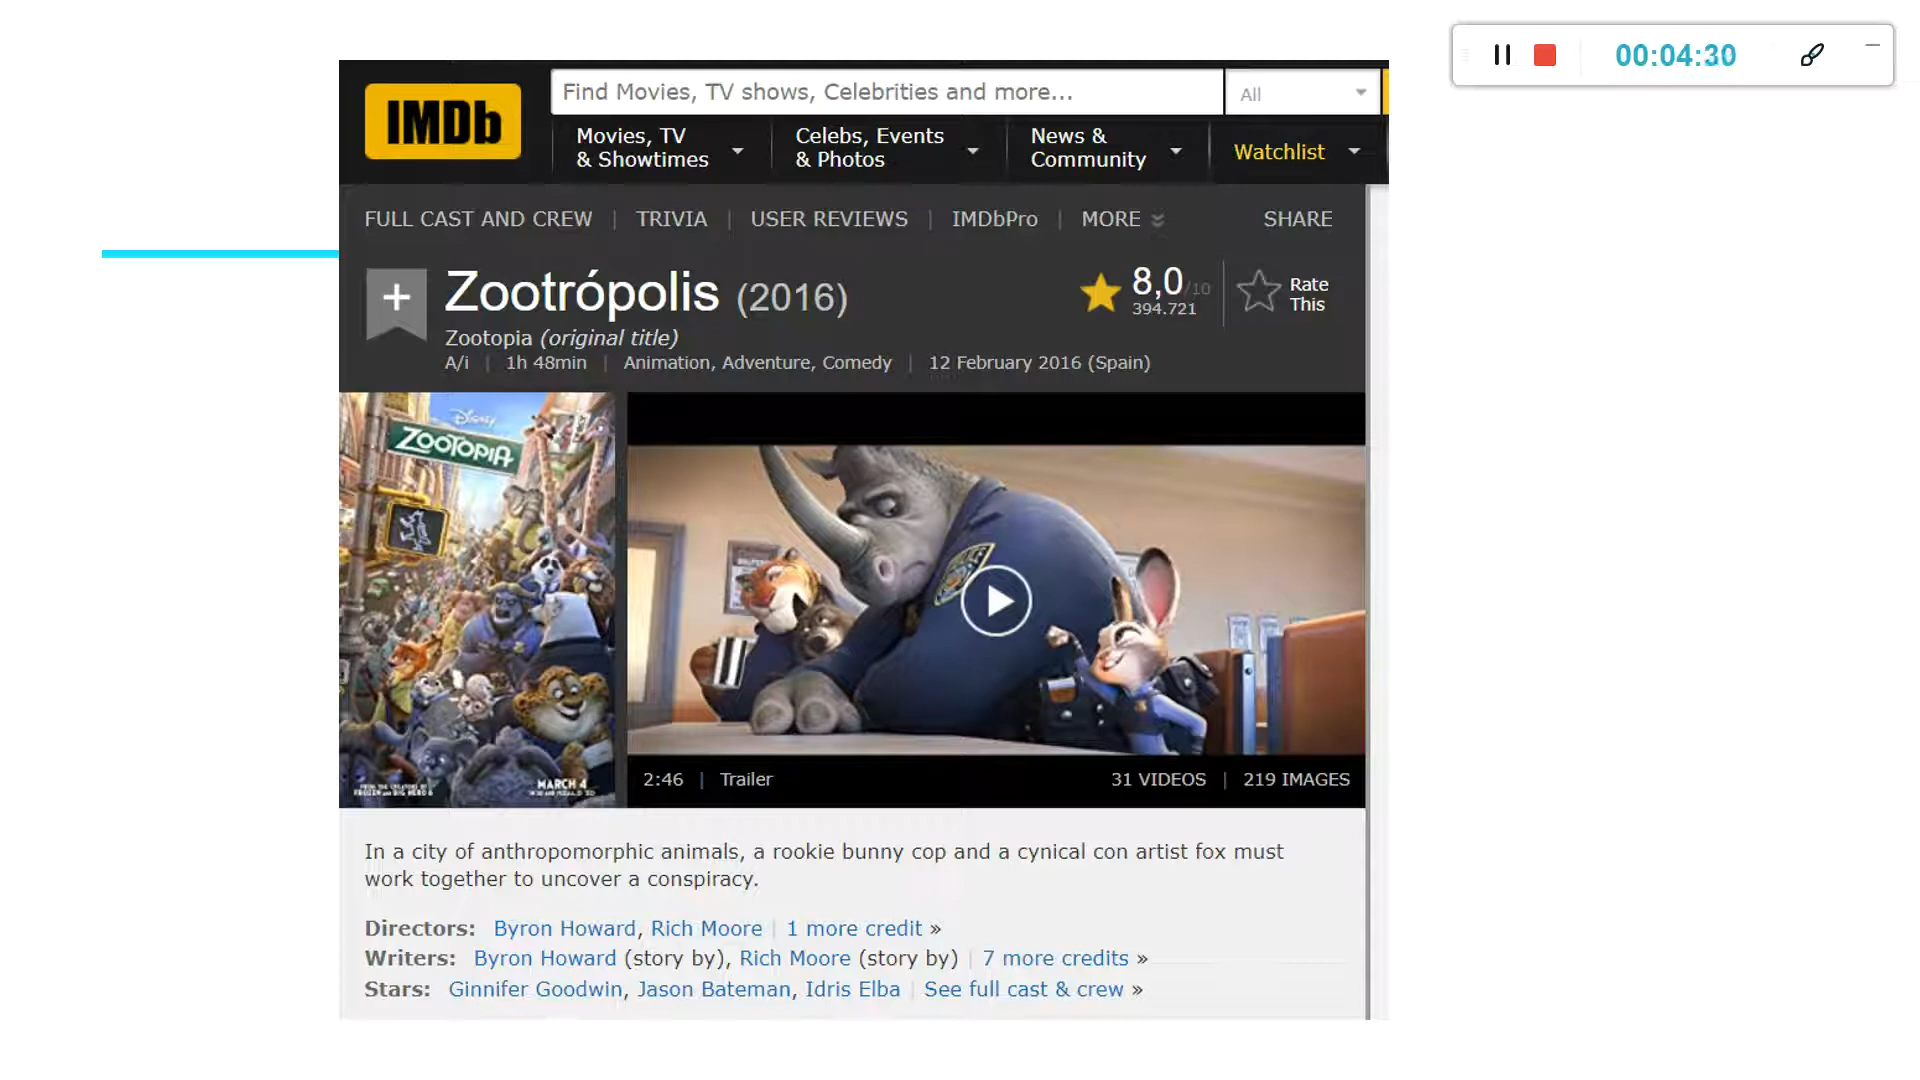 00:04:30
IMDb
Find Movies, TV shows, Celebrities and more...
All
Movies, TV
& Showtimes
Celebs, Events
& Photos
News &
Community
Watchlist
FULL CAST AND CREW | TRIVIA | USER REVIEWS | IMDbPro | MORE
SHARE
+
Zootrópolis (2016)
8,0/10
394.721
Rate
This
Zootopia (original title)
A/i | 1h 48min | Animation, Adventure, Comedy | 12 February 2016 (Spain)
Disney
ZOOTOPIA
MARCH 4
2:46 | Trailer
31 VIDEOS | 219 IMAGES
In a city of anthropomorphic animals, a rookie bunny cop and a cynical con artist fox must
work together to uncover a conspiracy.
Directors: Byron Howard, Rich Moore | 1 more credit »
Writers: Byron Howard (story by), Rich Moore (story by) | 7 more credits »
Stars: Ginnifer Goodwin, Jason Bateman, Idris Elba | See full cast & crew »